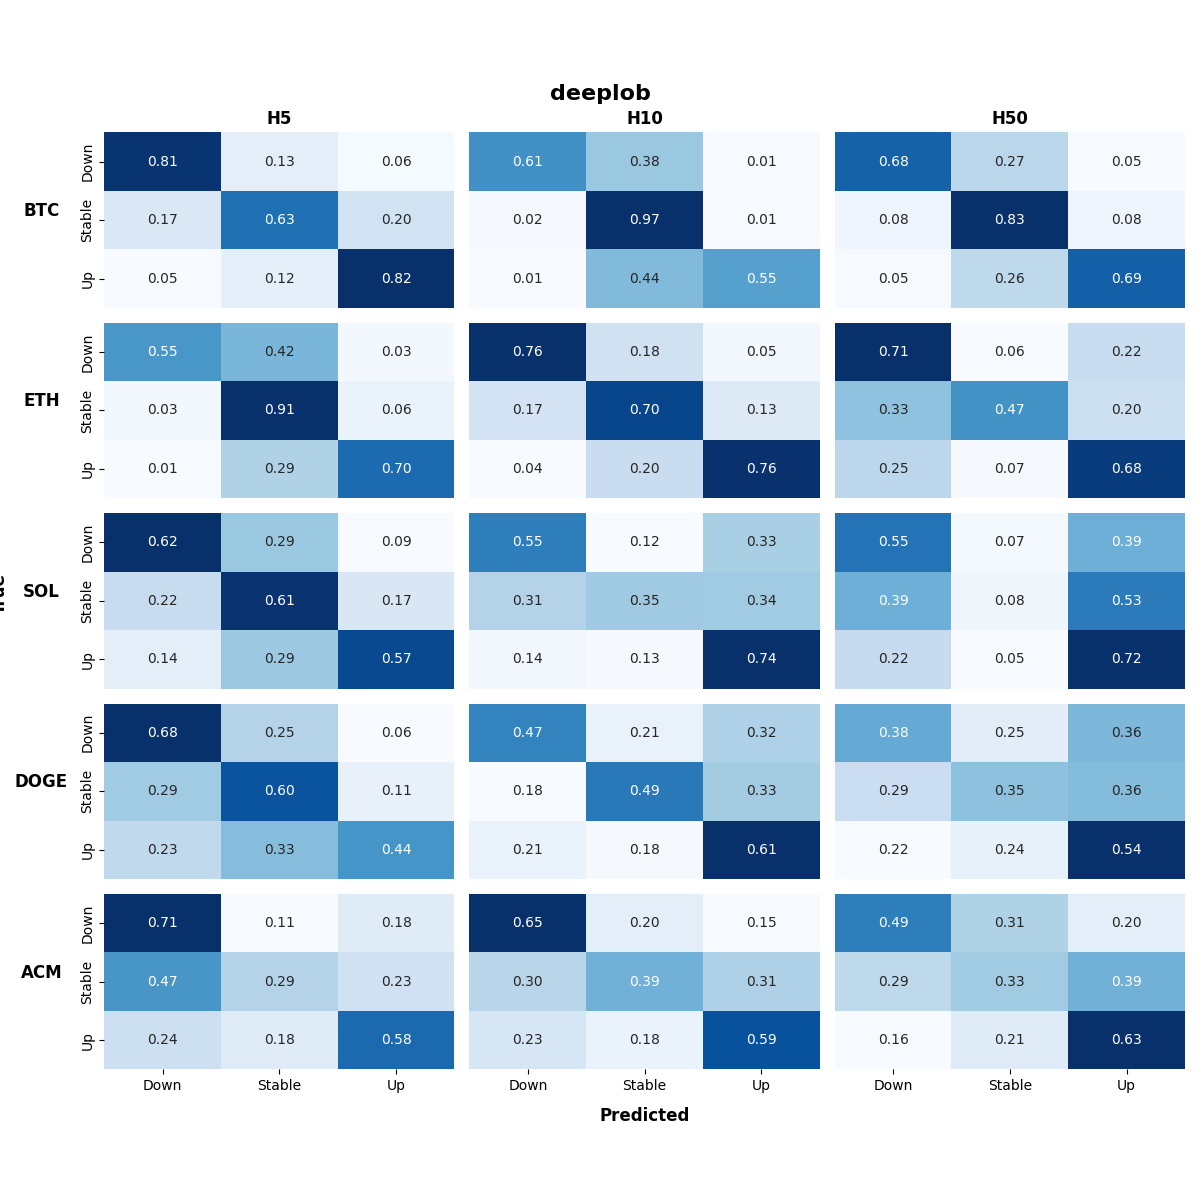 deeplob
H5 H10 H50
Down 0.81 0.13 0.06 0.61 0.38 0.01 0.68 0.27 0.05
BTC Stable 0.17 0.63 0.20 0.02 0.97 0.01 0.08 0.83 0.08
Up 0.05 0.12 0.82 0.01 0.44 0.55 0.05 0.26 0.69
Down 0.55 0.42 0.03 0.76 0.18 0.05 0.71 0.06 0.22
ETH Stable 0.03 0.91 0.06 0.17 0.70 0.13 0.33 0.47 0.20
Up 0.01 0.29 0.70 0.04 0.20 0.76 0.25 0.07 0.68
Down 0.62 0.29 0.09 0.55 0.12 0.33 0.55 0.07 0.39
SOL Stable 0.22 0.61 0.17 0.31 0.35 0.34 0.39 0.08 0.53
Up 0.14 0.29 0.57 0.14 0.13 0.74 0.22 0.05 0.72
Down 0.68 0.25 0.06 0.47 0.21 0.32 0.38 0.25 0.36
DOGE Stable 0.29 0.60 0.11 0.18 0.49 0.33 0.29 0.35 0.36
Up 0.23 0.33 0.44 0.21 0.18 0.61 0.22 0.24 0.54
Down 0.71 0.11 0.18 0.65 0.20 0.15 0.49 0.31 0.20
ACM Stable 0.47 0.29 0.23 0.30 0.39 0.31 0.29 0.33 0.39
Up 0.24 0.18 0.58 0.23 0.18 0.59 0.16 0.21 0.63
Down Stable Up Down Stable Up Down Stable Up
Predicted